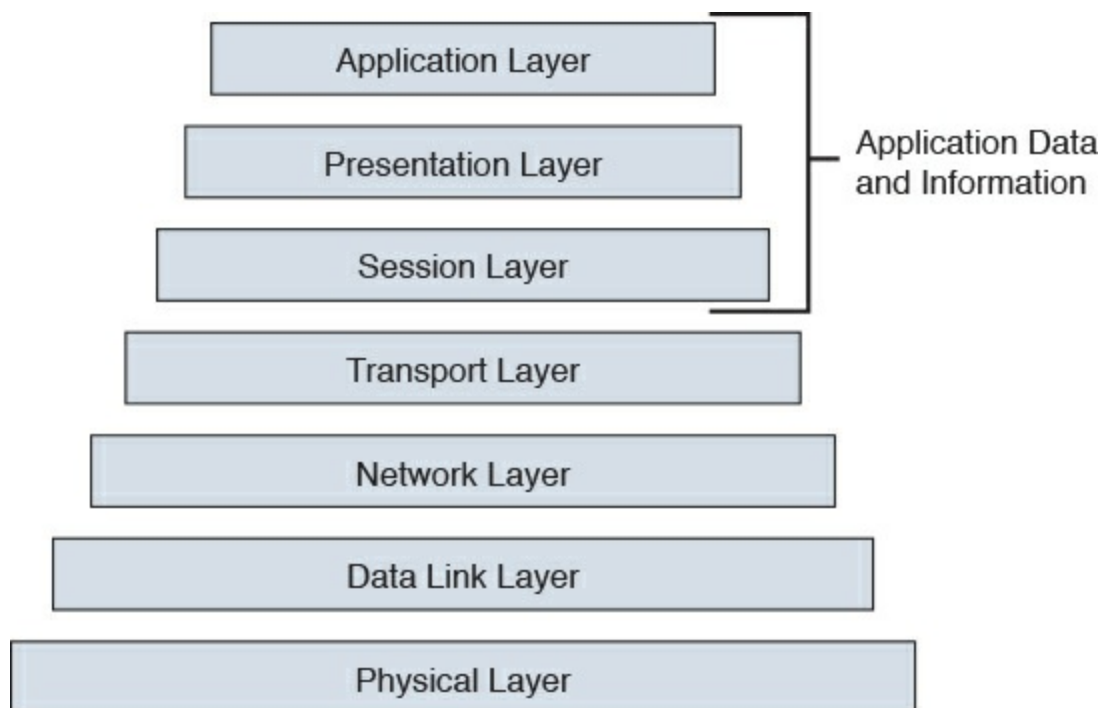 Application Layer
Presentation Layer
Session Layer
Application Data
and Information
Transport Layer
Network Layer
Data Link Layer
Physical Layer